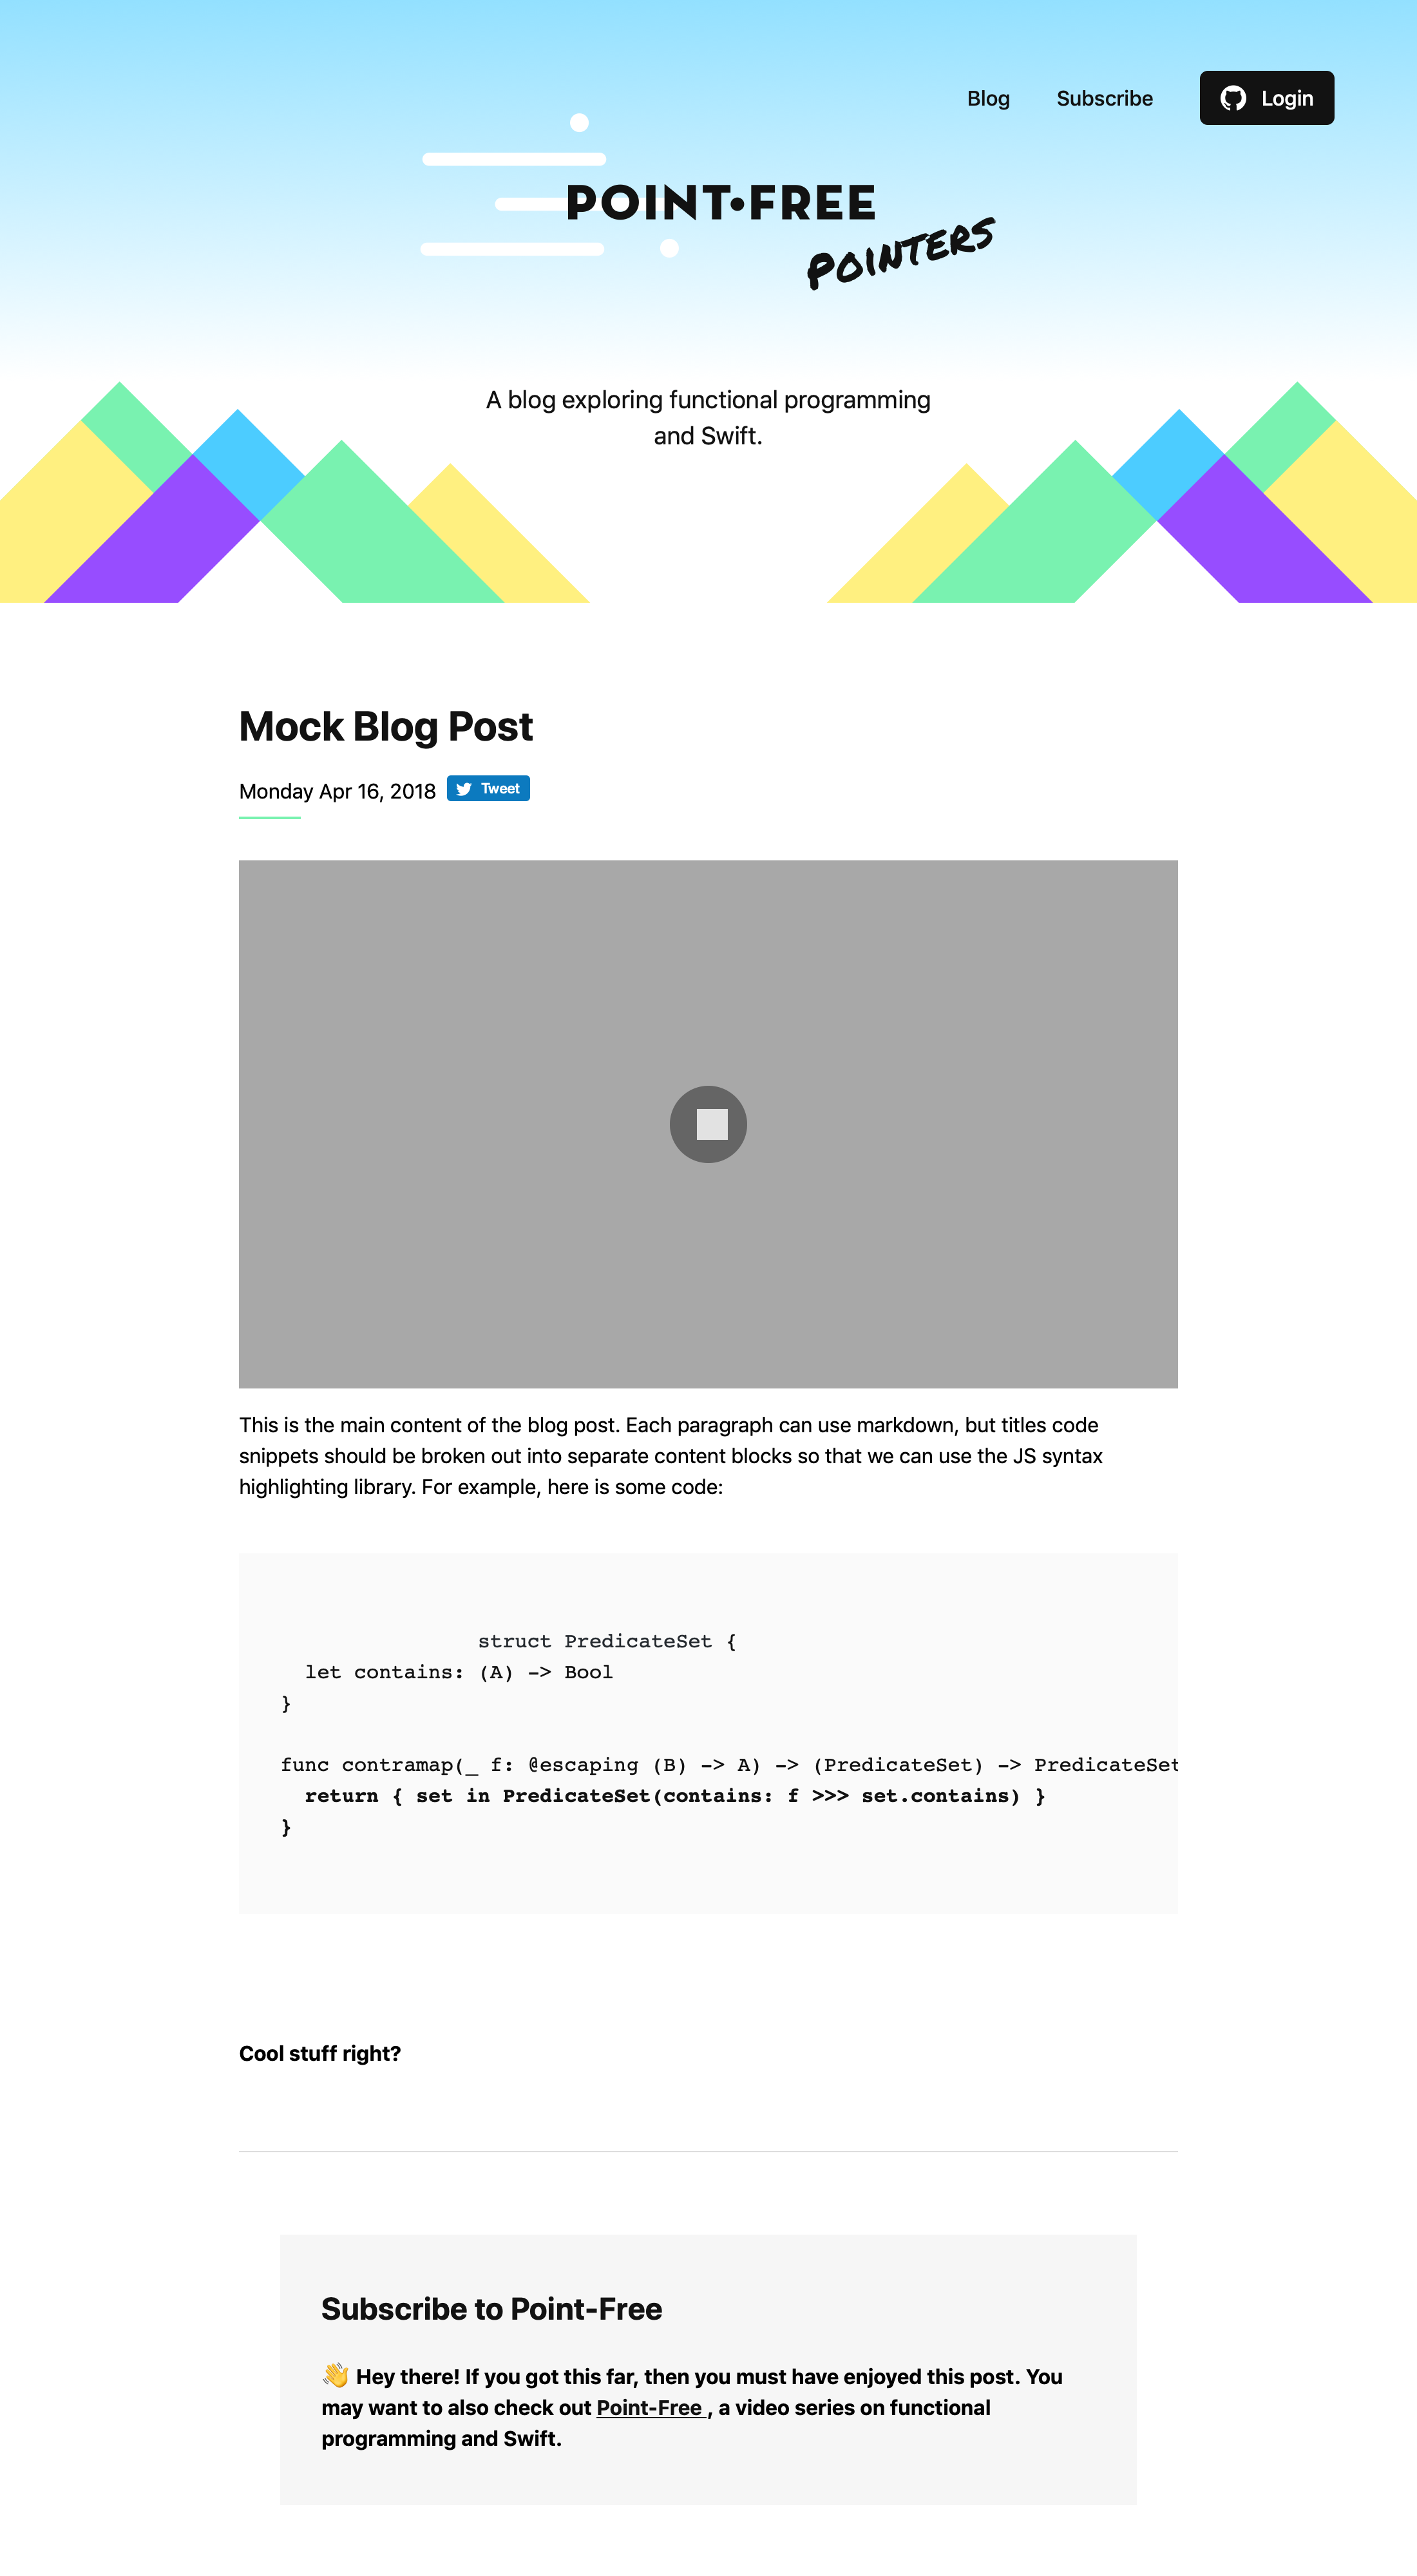 Blog Subscribe Login
POINT•FREE
POINTERS
A blog exploring functional programming
and Swift.
Mock Blog Post
Monday Apr 16, 2018 Tweet
This is the main content of the blog post. Each paragraph can use markdown, but titles code
snippets should be broken out into separate content blocks so that we can use the JS syntax
highlighting library. For example, here is some code:
struct PredicateSet {
  let contains: (A) -> Bool
}
func contramap(_ f: @escaping (B) -> A) -> (PredicateSet) -> PredicateSet
  return { set in PredicateSet(contains: f >>> set.contains) }
}
Cool stuff right?
Subscribe to Point-Free
👋 Hey there! If you got this far, then you must have enjoyed this post. You
may want to also check out Point-Free , a video series on functional
programming and Swift.